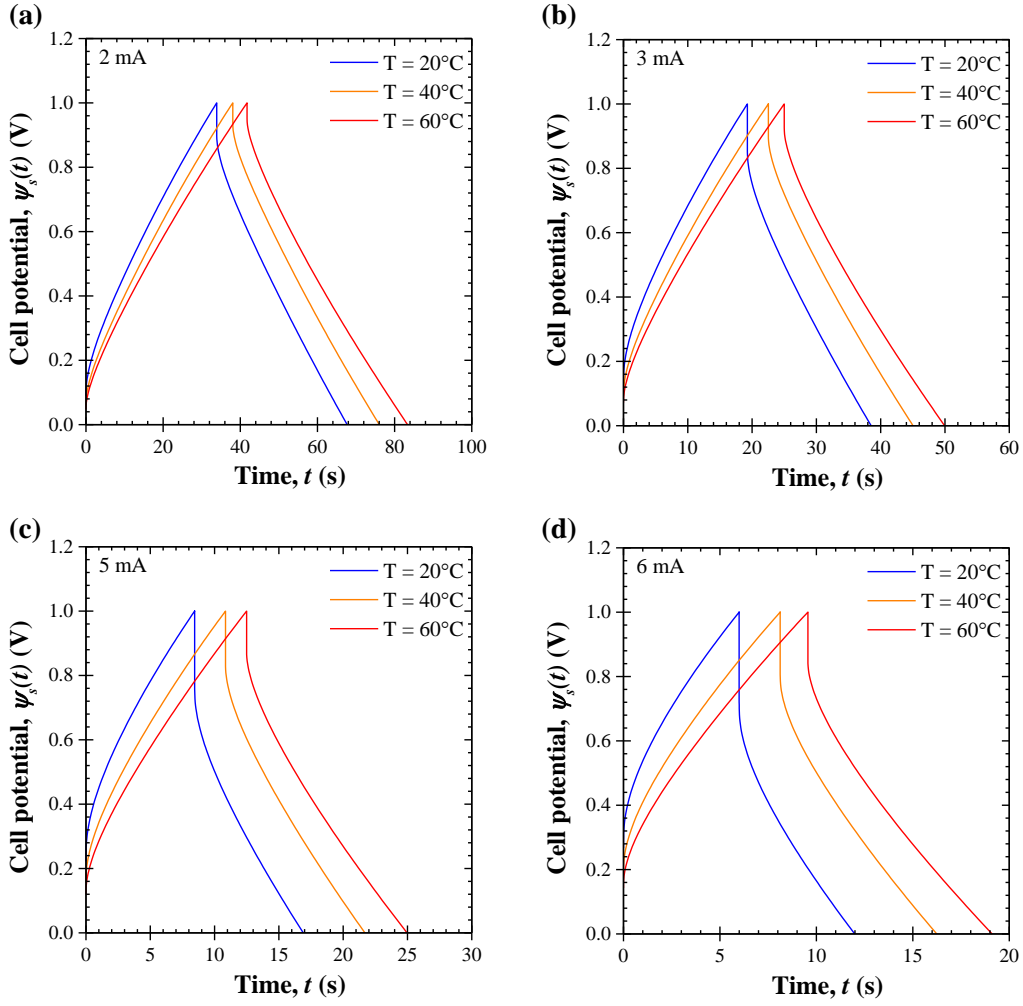 (a)
2 mA
T = 20°C
T = 40°C
T = 60°C
1.2
1.0
0.8
0.6
0.4
0.2
0.0
Cell potential, ψs(t) (V)
0 20 40 60 80 100
Time, t (s)
(b)
3 mA
T = 20°C
T = 40°C
T = 60°C
1.2
1.0
0.8
0.6
0.4
0.2
0.0
Cell potential, ψs(t) (V)
0 10 20 30 40 50 60
Time, t (s)
(c)
5 mA
T = 20°C
T = 40°C
T = 60°C
1.2
1.0
0.8
0.6
0.4
0.2
0.0
Cell potential, ψs(t) (V)
0 5 10 15 20 25 30
Time, t (s)
(d)
6 mA
T = 20°C
T = 40°C
T = 60°C
1.2
1.0
0.8
0.6
0.4
0.2
0.0
Cell potential, ψs(t) (V)
0 5 10 15 20
Time, t (s)